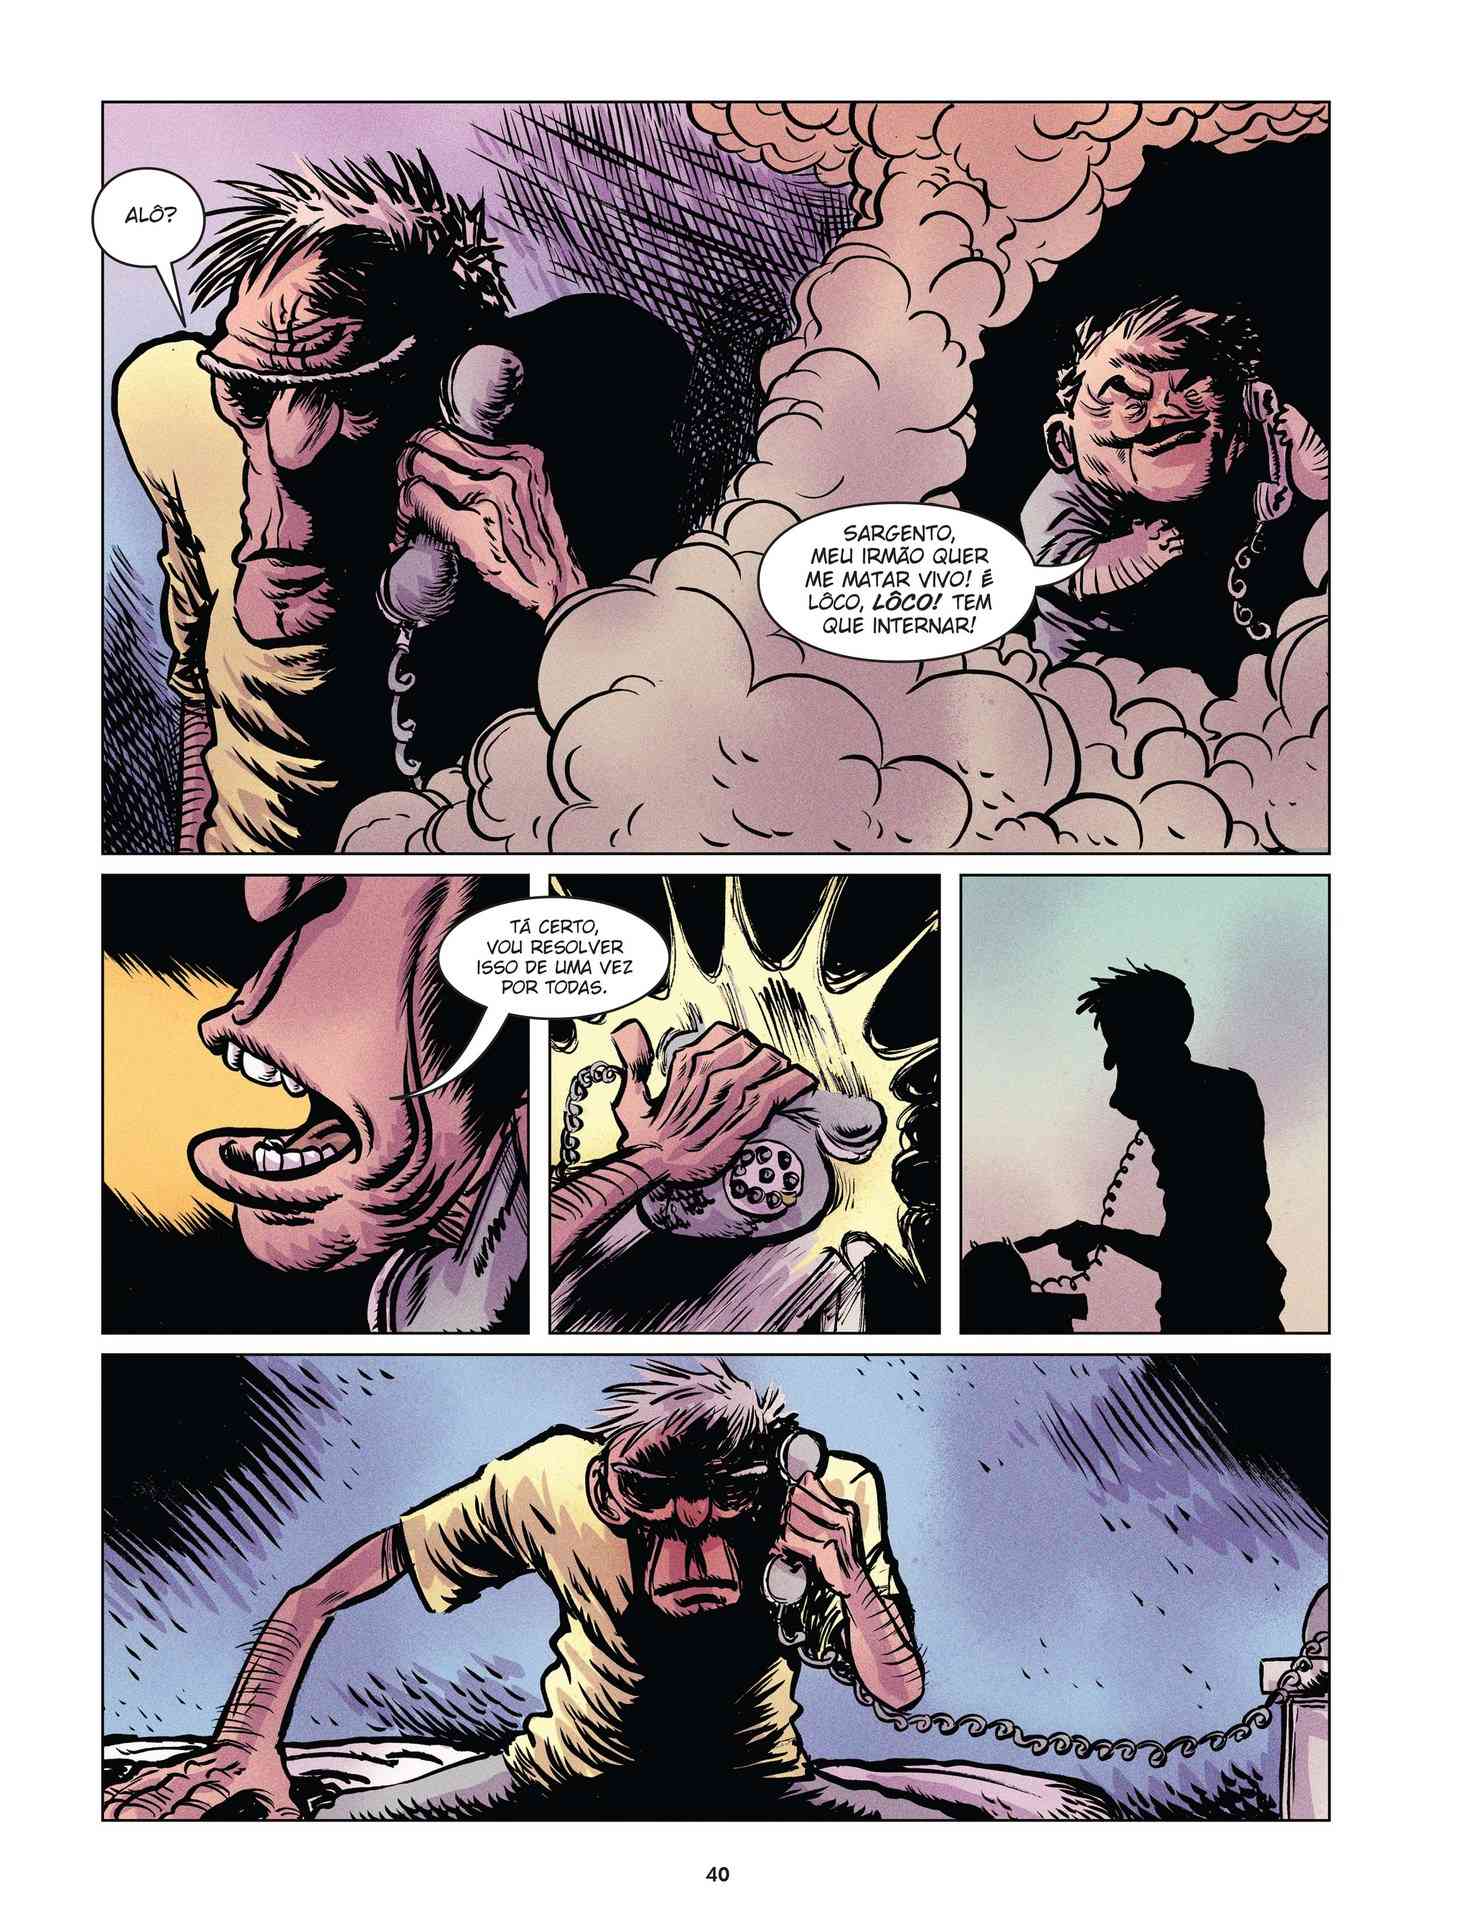 ALÔ?
SARGENTO,
MEU IRMÃO QUER
ME MATAR VIVO! É
LÔCO, LÔCO! TEM
QUE INTERNAR!
TÁ CERTO,
VOU RESOLVER
ISSO DE UMA VEZ
POR TODAS.
40